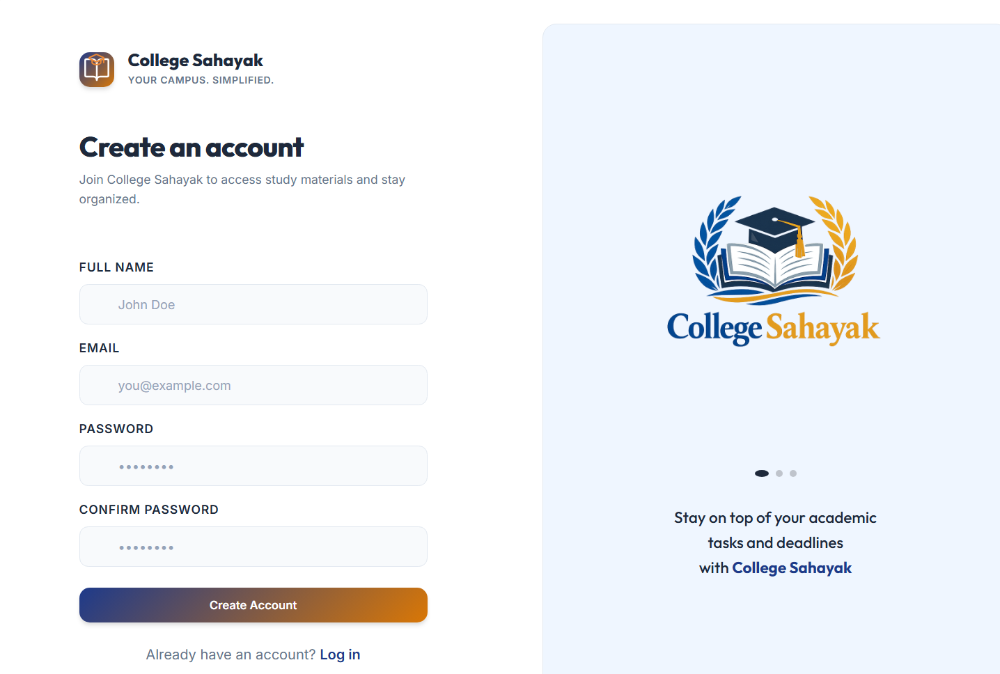 College Sahayak
YOUR CAMPUS. SIMPLIFIED.
Create an account
Join College Sahayak to access study materials and stay
organized.
FULL NAME
John Doe
EMAIL
you@example.com
PASSWORD
••••••••
CONFIRM PASSWORD
••••••••
Create Account
Already have an account? Log in
College Sahayak
Stay on top of your academic
tasks and deadlines
with College Sahayak